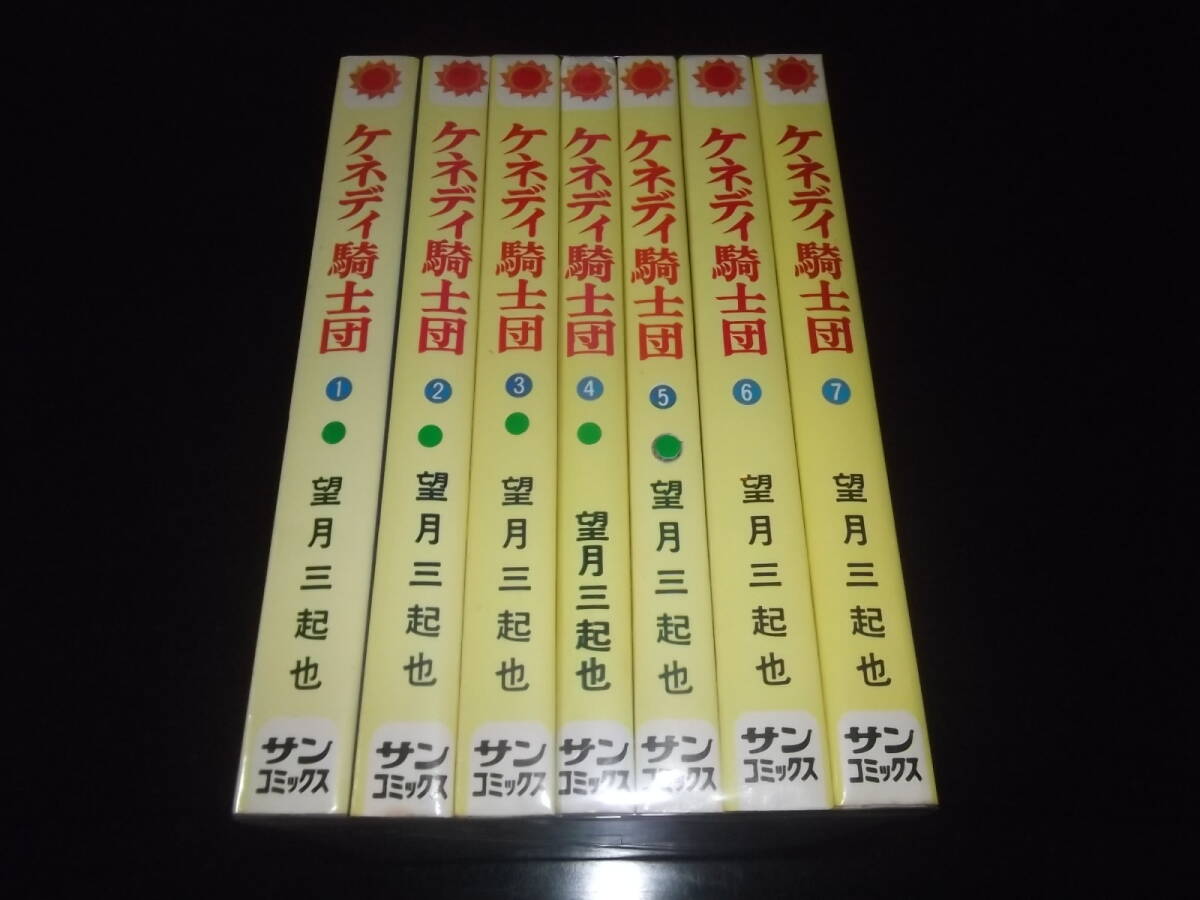 ケネディ騎士団
1
望月三起也
サン
コミックス
ケネディ騎士団
2
望月三起也
サン
コミックス
ケネディ騎士団
3
望月三起也
サン
コミックス
ケネディ騎士団
4
望月三起也
サン
コミックス
ケネディ騎士団
5
望月三起也
サン
コミックス
ケネディ騎士団
6
望月三起也
サン
コミックス
ケネディ騎士団
7
望月三起也
サン
コミックス